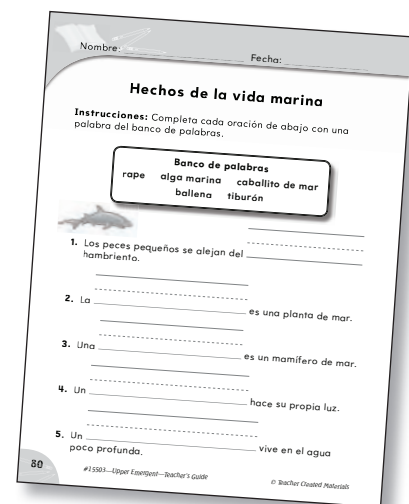 Nombre: Fecha:
Hechos de la vida marina
Instrucciones: Completa cada oración de abajo con una
palabra del banco de palabras.
Banco de palabras
rape alga marina caballito de mar
ballena tiburón
1. Los peces pequeños se alejan del
hambriento.
2. La es una planta de mar.
3. Una es un mamífero de mar.
4. Un hace su propia luz.
5. Un vive en el agua
poco profunda.
80 #15503—Upper Emergent—Teacher's Guide © Teacher Created Materials